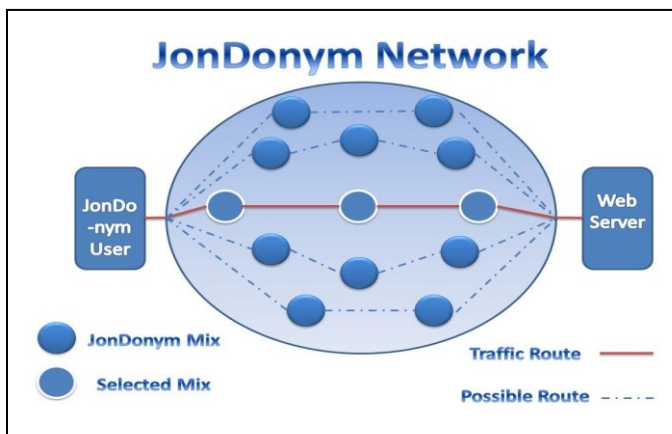 JonDonym Network
JonDo
-nym
User
Web
Server
JonDonym Mix
Selected Mix
Traffic Route
Possible Route